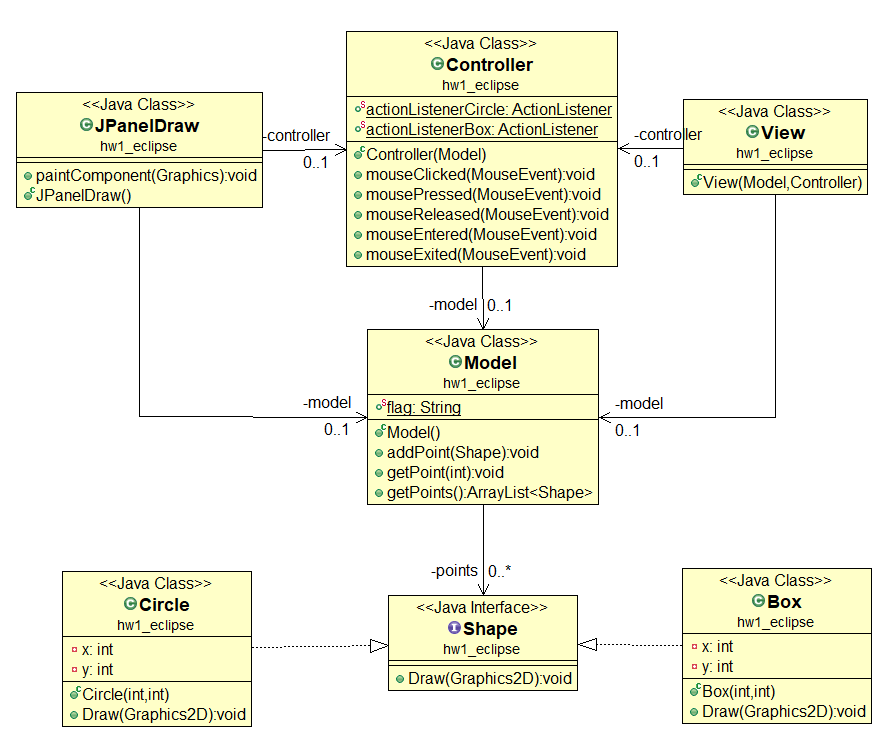 <<Java Class>>
Controller
hw1_eclipse
actionListenerCircle: ActionListener
actionListenerBox: ActionListener
Controller(Model)
mouseClicked(MouseEvent):void
mousePressed(MouseEvent):void
mouseReleased(MouseEvent):void
mouseEntered(MouseEvent):void
mouseExited(MouseEvent):void
<<Java Class>>
JPanelDraw
hw1_eclipse
paintComponent(Graphics):void
JPanelDraw()
-controller
0..1
<<Java Class>>
View
hw1_eclipse
View(Model,Controller)
-controller
0..1
-model 0..1
<<Java Class>>
Model
hw1_eclipse
flag: String
Model()
addPoint(Shape):void
getPoint(int):void
getPoints():ArrayList<Shape>
-model
0..1
-model
0..1
-points 0..*
<<Java Class>>
Circle
hw1_eclipse
x: int
y: int
Circle(int,int)
Draw(Graphics2D):void
<<Java Interface>>
Shape
hw1_eclipse
Draw(Graphics2D):void
<<Java Class>>
Box
hw1_eclipse
x: int
y: int
Box(int,int)
Draw(Graphics2D):void